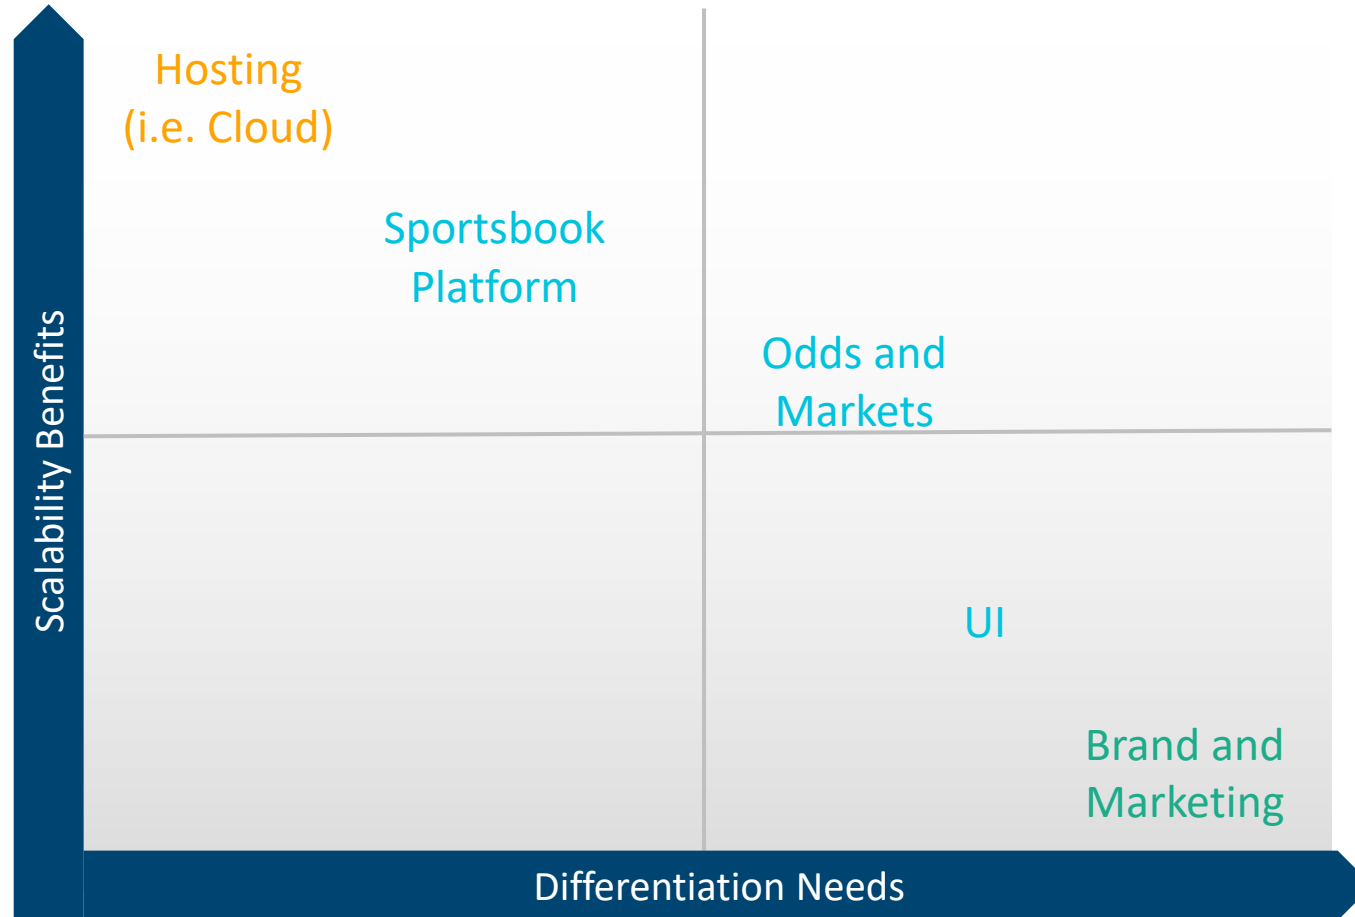 Hosting
(i.e. Cloud)
Sportsbook
Platform
Odds and
Markets
Scalability Benefits
UI
Brand and
Marketing
Differentiation Needs